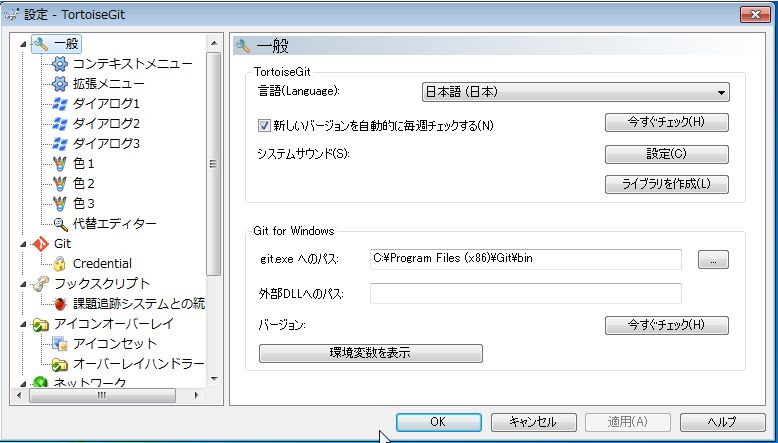 設定 - TortoiseGit
一般
コンテキストメニュー
拡張メニュー
ダイアログ1
ダイアログ2
ダイアログ3
色1
色2
色3
代替エディター
Git
Credential
フックスクリプト
課題追跡システムとの統
アイコンオーバーレイ
アイコンセット
オーバーレイハンドラー
ネットワーク
一般
TortoiseGit
言語(Language):
日本語 (日本)
新しいバージョンを自動的に毎週チェックする(N)
今すぐチェック(H)
システムサウンド(S):
設定(C)
ライブラリを作成(L)
Git for Windows
git.exe へのパス:
C:¥Program Files (x86)¥Git¥bin
...
外部DLLへのパス:
バージョン:
今すぐチェック(H)
環境変数を表示
OK
キャンセル
適用(A)
ヘルプ